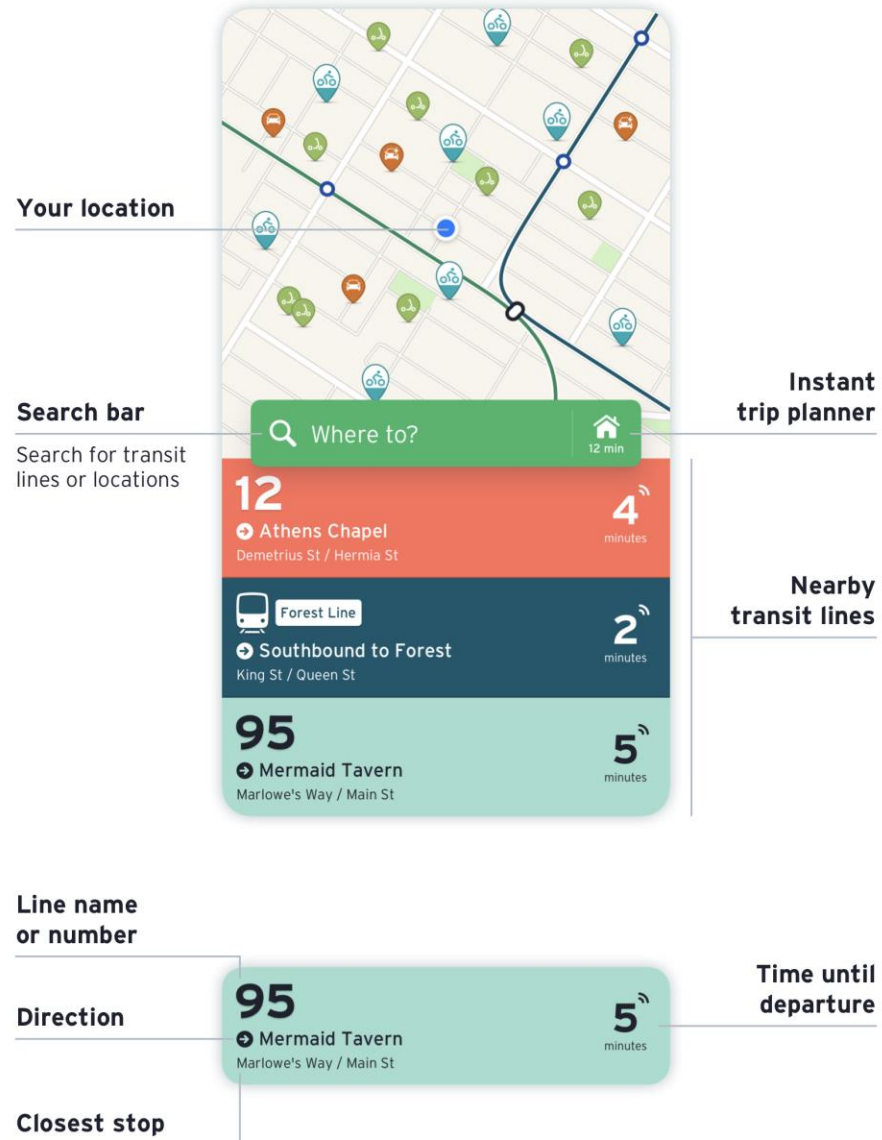 Your location
Search bar
Search for transit
lines or locations
Where to?
12 min
Instant
trip planner
12
Athens Chapel
Demetrius St / Hermia St
4
minutes
Forest Line
Southbound to Forest
King St / Queen St
2
minutes
Nearby
transit lines
95
Mermaid Tavern
Marlowe's Way / Main St
5
minutes
Line name
or number
Direction
Closest stop
95
Mermaid Tavern
Marlowe's Way / Main St
5
minutes
Time until
departure